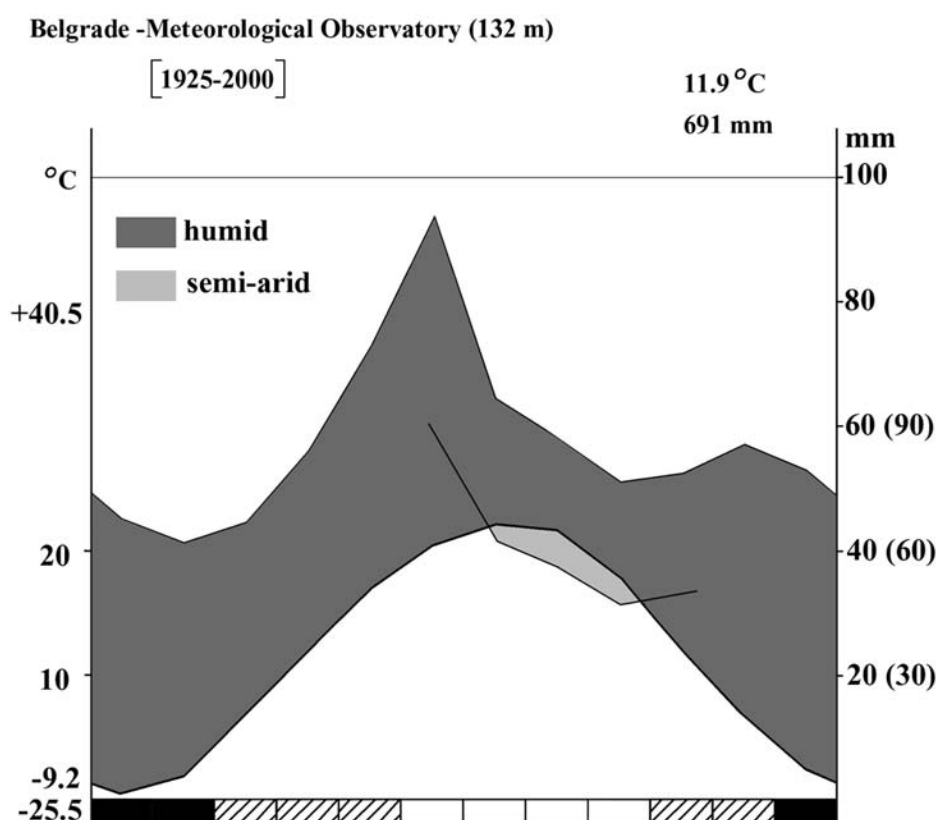 Belgrade -Meteorological Observatory (132 m)
[1925-2000]
11.9 °C
691 mm
mm
°C
100
humid
semi-arid
+40.5
80
60 (90)
20
40 (60)
10
20 (30)
-9.2
-25.5